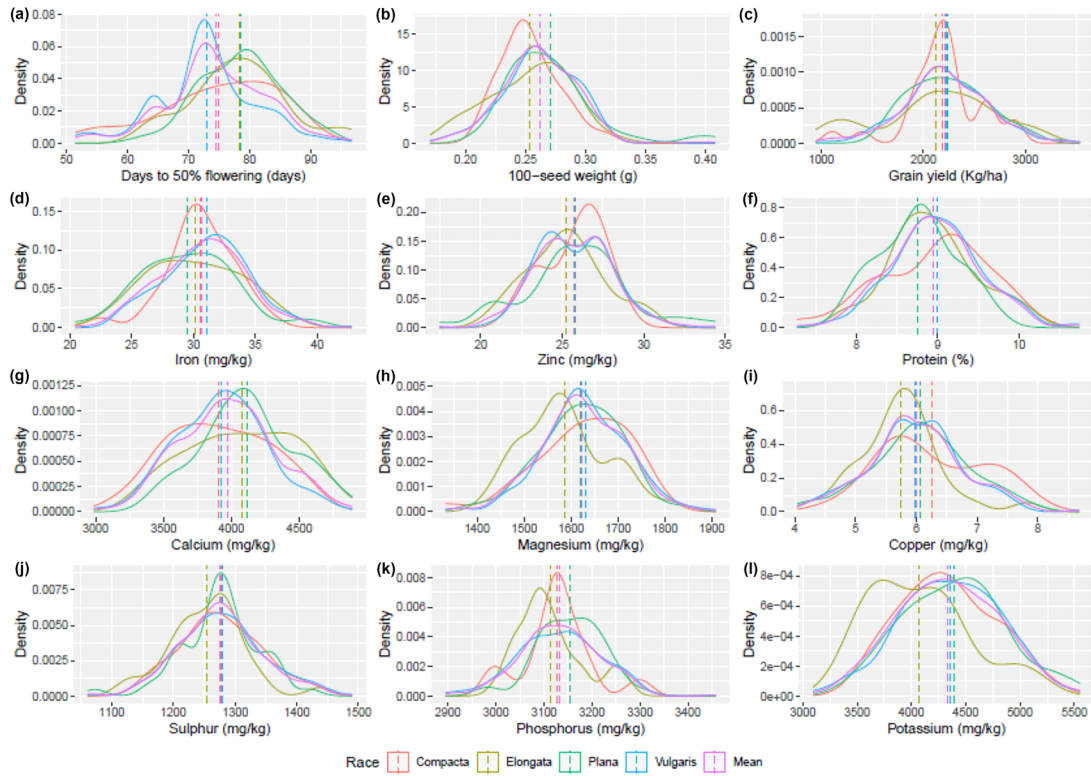 (a) (b) (c)
Density 0.08 0.06 0.04 0.02 0.00
50 60 70 80 90
Days to 50% flowering (days)
Density 15 10 5 0
0.20 0.25 0.30 0.35 0.40
100−seed weight (g)
Density 0.0015 0.0010 0.0005 0.0000
1000 2000 3000
Grain yield (Kg/ha)
(d) (e) (f)
Density 0.15 0.10 0.05 0.00
20 25 30 35 40
Iron (mg/kg)
Density 0.20 0.15 0.10 0.05 0.00
20 25 30 35
Zinc (mg/kg)
Density 0.8 0.6 0.4 0.2 0.0
8 9 10
Protein (%)
(g) (h) (i)
Density 0.00125 0.00100 0.00075 0.00050 0.00025 0.00000
3000 3500 4000 4500
Calcium (mg/kg)
Density 0.005 0.004 0.003 0.002 0.001 0.000
1400 1500 1600 1700 1800 1900
Magnesium (mg/kg)
Density 0.6 0.4 0.2 0.0
4 5 6 7 8
Copper (mg/kg)
(j) (k) (l)
Density 0.0075 0.0050 0.0025 0.0000
1100 1200 1300 1400 1500
Sulphur (mg/kg)
Density 0.008 0.006 0.004 0.002 0.000
2900 3000 3100 3200 3300 3400
Phosphorus (mg/kg)
Density 8e−04 6e−04 4e−04 2e−04 0e+00
3000 3500 4000 4500 5000 5500
Potassium (mg/kg)
Race Compacta Elongata Plana Vulgaris Mean